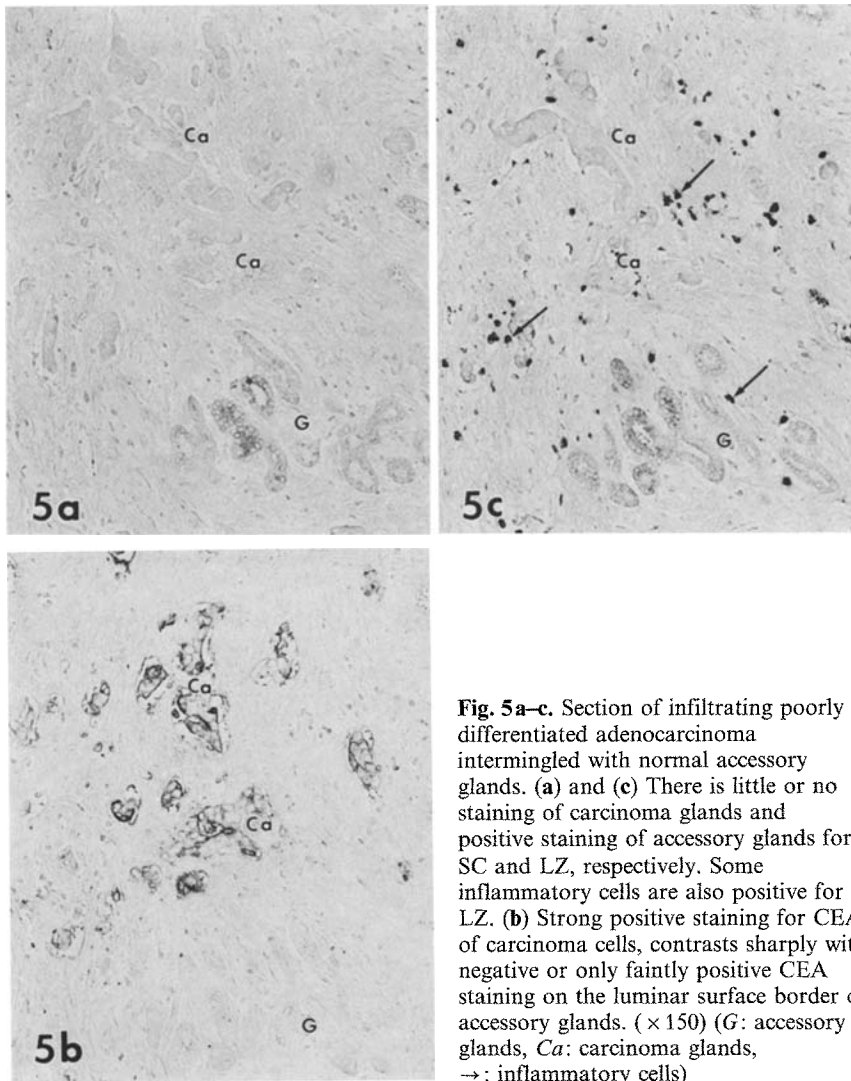 Ca
Ca
G
5a
Ca
Ca
G
5c
Ca
Ca
G
5b
Fig. 5a–c. Section of infiltrating poorly
differentiated adenocarcinoma
intermingled with normal accessory
glands. (a) and (c) There is little or no
staining of carcinoma glands and
positive staining of accessory glands for
SC and LZ, respectively. Some
inflammatory cells are also positive for
LZ. (b) Strong positive staining for CEA
of carcinoma cells, contrasts sharply wit
negative or only faintly positive CEA
staining on the luminar surface border o
accessory glands. (× 150) (G: accessory
glands, Ca: carcinoma glands,
→: inflammatory cells)